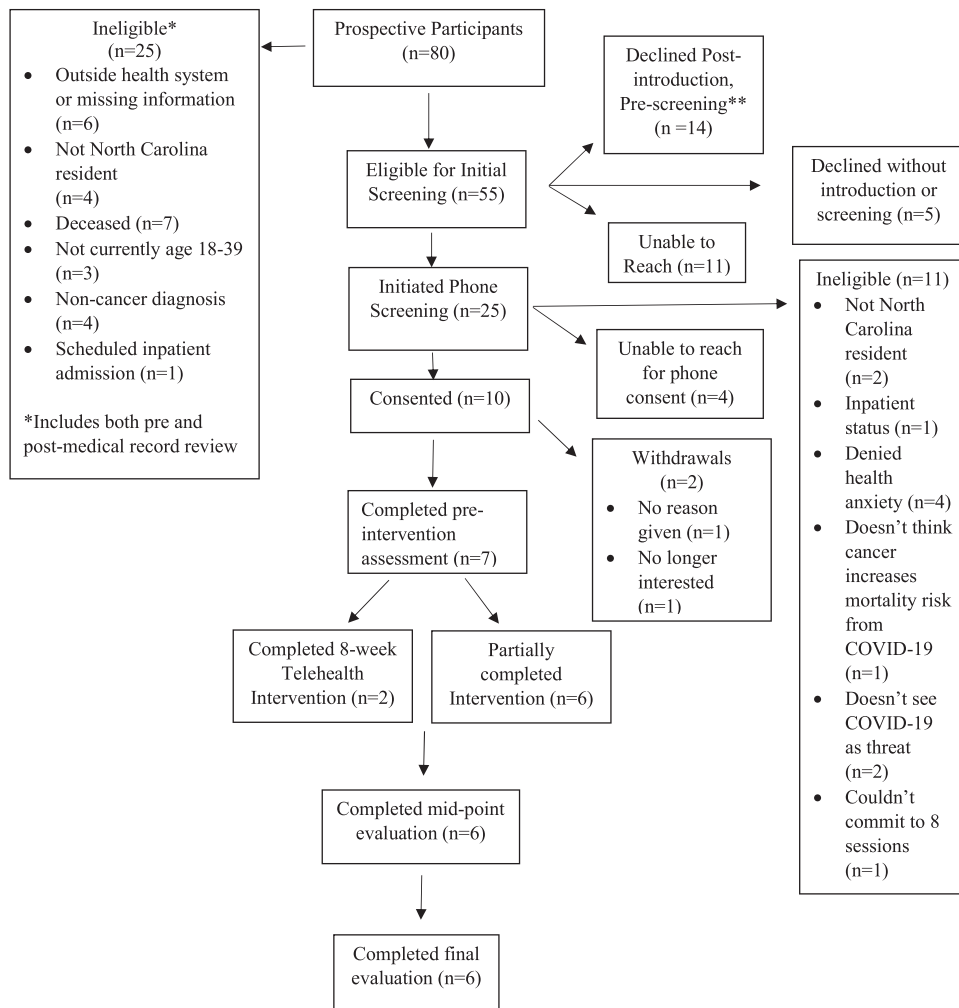 Ineligible*
(n=25)
• Outside health system
or missing information
(n=6)
• Not North Carolina
resident
(n=4)
• Deceased (n=7)
• Not currently age 18-39
(n=3)
• Non-cancer diagnosis
(n=4)
• Scheduled inpatient
admission (n=1)
*Includes both pre and
post-medical record review
Prospective Participants
(n=80)
Declined Post-
introduction,
Pre-screening**
(n =14)
Eligible for Initial
Screening (n=55)
Declined without
introduction or
screening (n=5)
Unable to
Reach (n=11)
Initiated Phone
Screening (n=25)
Ineligible (n=11)
• Not North
Carolina
resident
(n=2)
• Inpatient
status (n=1)
• Denied
health
anxiety (n=4)
• Doesn't think
cancer
increases
mortality risk
from
COVID-19
(n=1)
• Doesn't see
COVID-19
as threat
(n=2)
• Couldn't
commit to 8
sessions
(n=1)
Unable to reach
for phone
consent (n=4)
Consented (n=10)
Withdrawals
(n=2)
• No reason
given (n=1)
• No longer
interested
(n=1)
Completed pre-
intervention
assessment (n=7)
Completed 8-week
Telehealth
Intervention (n=2)
Partially
completed
Intervention (n=6)
Completed mid-point
evaluation (n=6)
Completed final
evaluation (n=6)